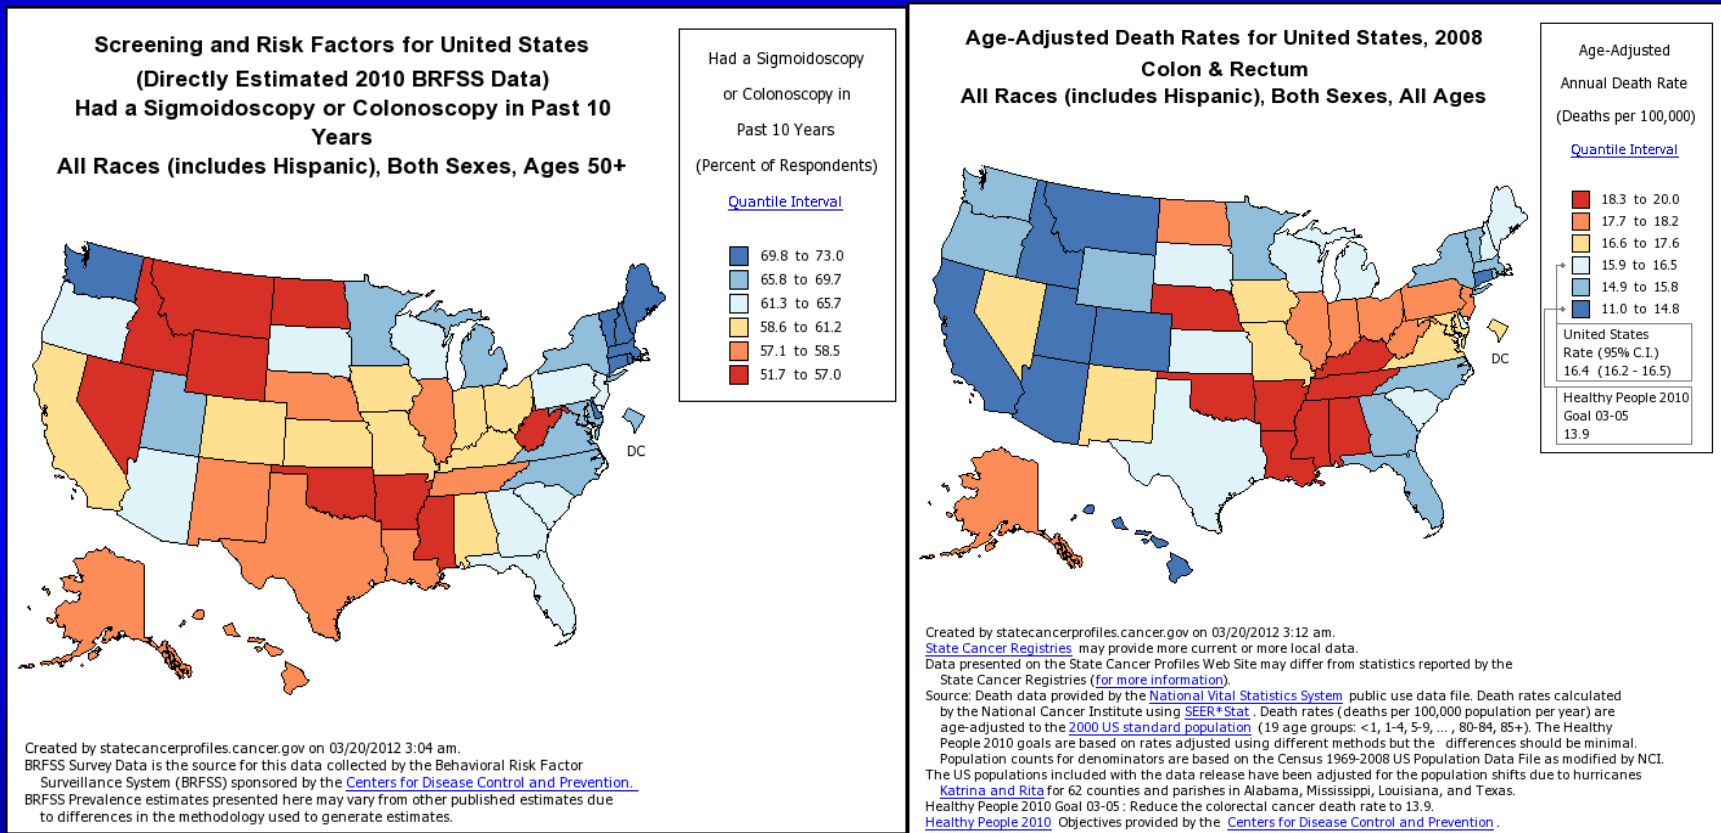 Screening and Risk Factors for United States
(Directly Estimated 2010 BRFSS Data)
Had a Sigmoidoscopy or Colonoscopy in Past 10
Years
All Races (includes Hispanic), Both Sexes, Ages 50+
Had a Sigmoidoscopy
or Colonoscopy in
Past 10 Years
(Percent of Respondents)
Quantile Interval
69.8 to 73.0
65.8 to 69.7
61.3 to 65.7
58.6 to 61.2
57.1 to 58.5
51.7 to 57.0
DC
Created by statecancerprofiles.cancer.gov on 03/20/2012 3:04 am.
BRFSS Survey Data is the source for this data collected by the Behavioral Risk Factor
Surveillance System (BRFSS) sponsored by the Centers for Disease Control and Prevention.
BRFSS Prevalence estimates presented here may vary from other published estimates due
to differences in the methodology used to generate estimates.
Age-Adjusted Death Rates for United States, 2008
Colon & Rectum
All Races (includes Hispanic), Both Sexes, All Ages
Age-Adjusted
Annual Death Rate
(Deaths per 100,000)
Quantile Interval
18.3 to 20.0
17.7 to 18.2
16.6 to 17.6
15.9 to 16.5
14.9 to 15.8
11.0 to 14.8
United States
Rate (95% C.I.)
16.4 (16.2 - 16.5)
Healthy People 2010
Goal 03-05
13.9
DC
Created by statecancerprofiles.cancer.gov on 03/20/2012 3:12 am.
State Cancer Registries may provide more current or more local data.
Data presented on the State Cancer Profiles Web Site may differ from statistics reported by the
State Cancer Registries (for more information).
Source: Death data provided by the National Vital Statistics System public use data file. Death rates calculated
by the National Cancer Institute using SEER*Stat . Death rates (deaths per 100,000 population per year) are
age-adjusted to the 2000 US standard population (19 age groups: <1, 1-4, 5-9, ... , 80-84, 85+). The Healthy
People 2010 goals are based on rates adjusted using different methods but the differences should be minimal.
Population counts for denominators are based on the Census 1969-2008 US Population Data File as modified by NCI.
The US populations included with the data release have been adjusted for the population shifts due to hurricanes
Katrina and Rita for 62 counties and parishes in Alabama, Mississippi, Louisiana, and Texas.
Healthy People 2010 Goal 03-05 : Reduce the colorectal cancer death rate to 13.9.
Healthy People 2010 Objectives provided by the Centers for Disease Control and Prevention .